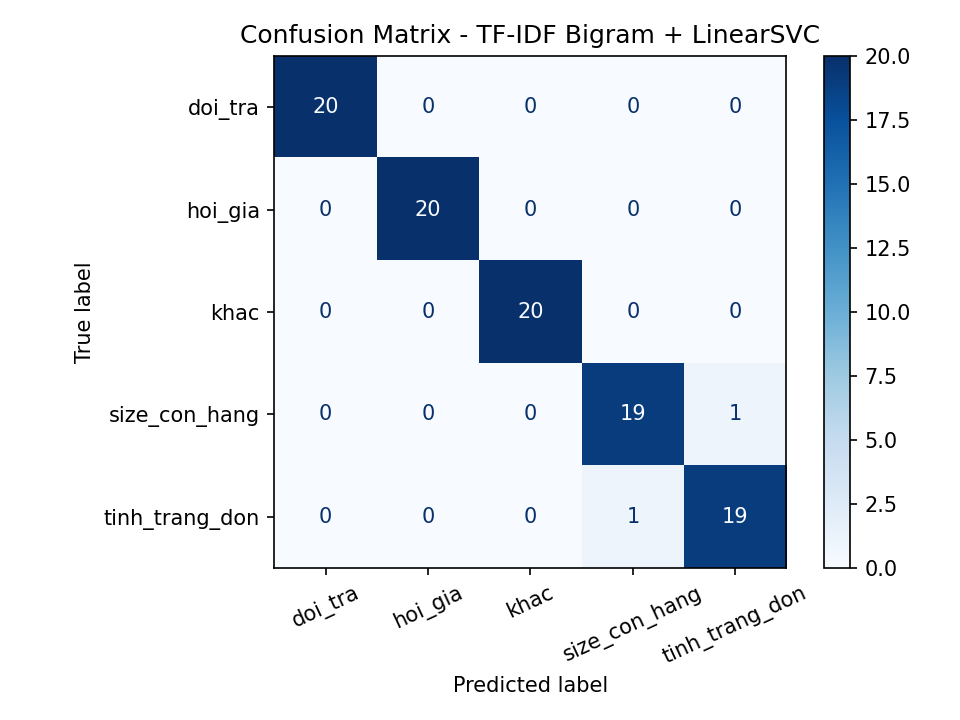 Confusion Matrix - TF-IDF Bigram + LinearSVC
True label
doi_tra 20 0 0 0 0
hoi_gia 0 20 0 0 0
khac 0 0 20 0 0
size_con_hang 0 0 0 19 1
tinh_trang_don 0 0 0 1 19
doi_tra hoi_gia khac size_con_hang tinh_trang_don
Predicted label
20.0
17.5
15.0
12.5
10.0
7.5
5.0
2.5
0.0